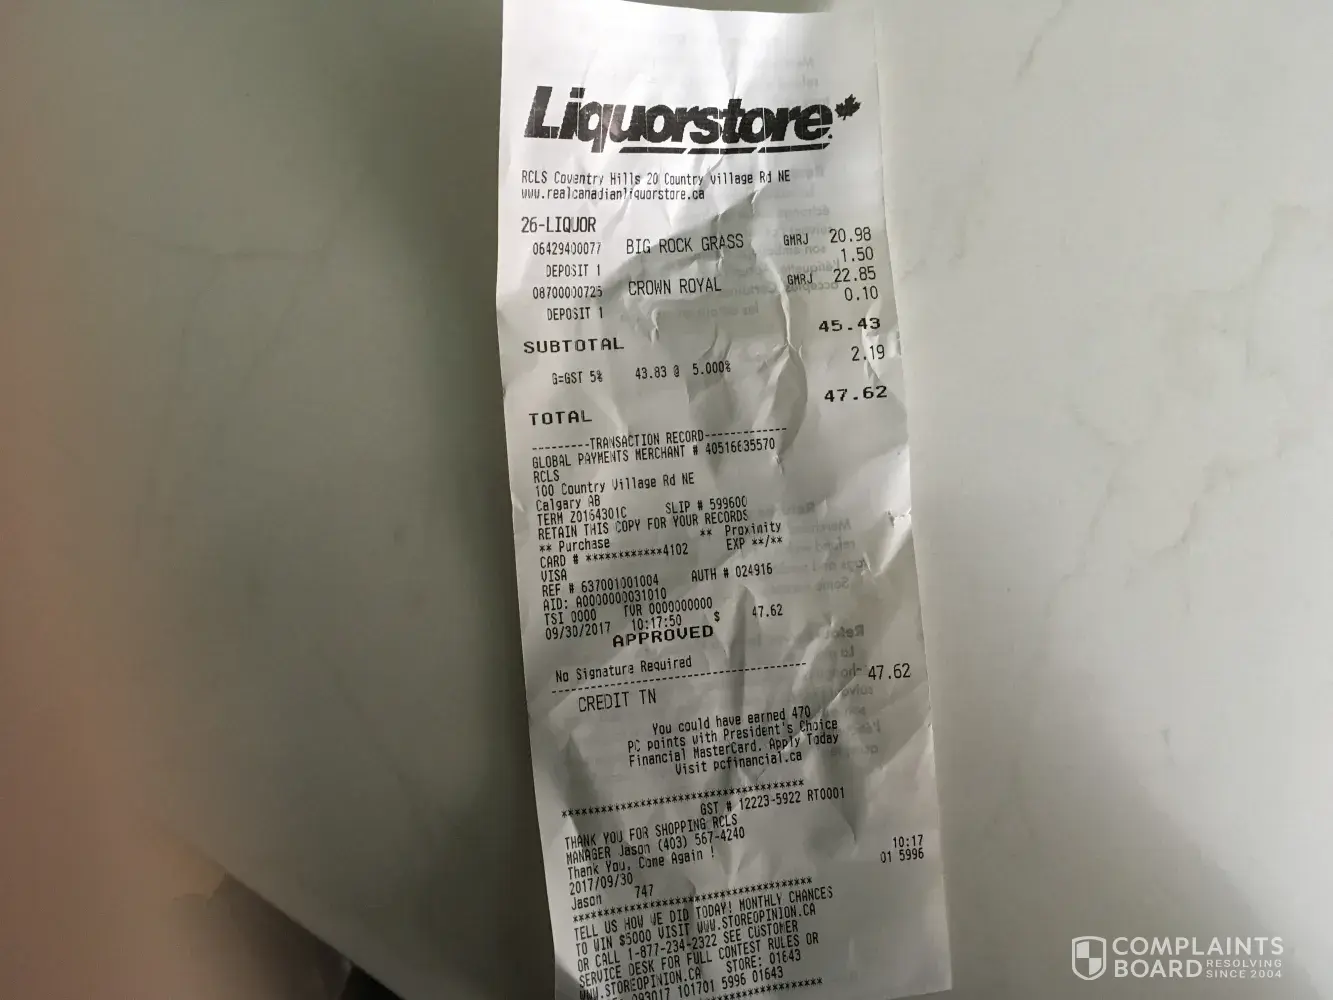 Liquorstore
RCLS Coventry Hills 20 Country Village Rd NE
www.realcanadianliquorstore.ca
26-LIQUOR
06429400077 BIG ROCK GRASS GMRJ 20.98
DEPOSIT 1 1.50
08700000725 CROWN ROYAL GMRJ 22.85
DEPOSIT 1 0.10
SUBTOTAL 45.43
G=GST 5% 43.83 @ 5.000% 2.19
TOTAL 47.62
---------TRANSACTION RECORD-------------
GLOBAL PAYMENTS MERCHANT # 40516635570
RCLS
100 Country Village Rd NE
Calgary AB
TERM Z0164301C SLIP # 599600
RETAIN THIS COPY FOR YOUR RECORDS
** Purchase ** Proximity
CARD # ************4102 EXP **/**
VISA
REF # 637001001004 AUTH # 024916
AID: A0000000031010
TSI 0000 TVR 0000000000
09/30/2017 10:17:50 $ 47.62
APPROVED
No Signature Required
----------------------------------------
CREDIT TN 47.62
You could have earned 470
PC points with President's Choice
Financial MasterCard. Apply Today
Visit pcfinancial.ca
****************************************
GST # 12223-5922 RT0001
THANK YOU FOR SHOPPING RCLS
MANAGER Jason (403) 567-4240
Thank You, Come Again !
2017/09/30 10:17
Jason 747 01 5996
****************************************
TELL US HOW WE DID TODAY! MONTHLY CHANCES
TO WIN $5000 VISIT WWW.STOREOPINION.CA
OR CALL 1-877-234-2322 SEE CUSTOMER
SERVICE DESK FOR FULL CONTEST RULES OR
WWW.STOREOPINION.CA STORE: 01643
093017 101701 5996 01643
COMPLAINTS
BOARD RESOLVING
SINCE 2004